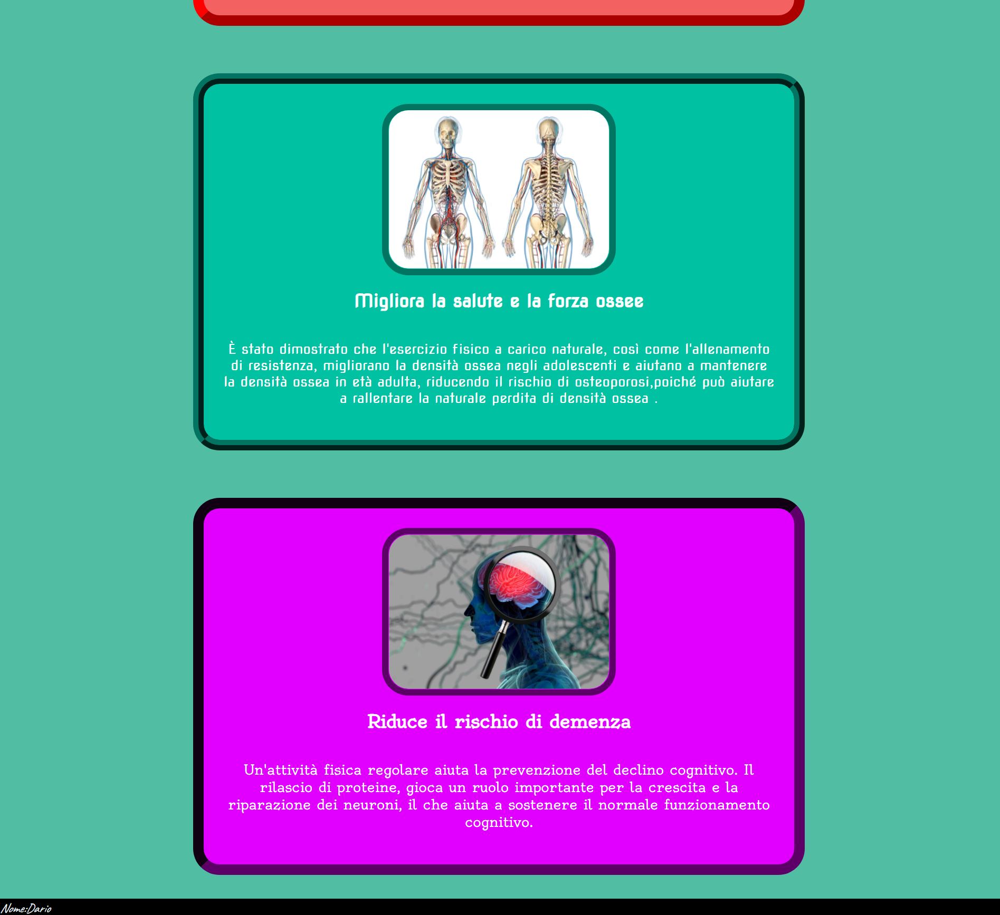 Migliora la salute e la forza ossee
È stato dimostrato che l'esercizio fisico a carico naturale, così come l'allenamento
di resistenza, migliorano la densità ossea negli adolescenti e aiutano a mantenere
la densità ossea in età adulta, riducendo il rischio di osteoporosi,poiché può aiutare
a rallentare la naturale perdita di densità ossea .
Riduce il rischio di demenza
Un'attività fisica regolare aiuta la prevenzione del declino cognitivo. Il
rilascio di proteine, gioca un ruolo importante per la crescita e la
riparazione dei neuroni, il che aiuta a sostenere il normale funzionamento
cognitivo.
Nome:Dario